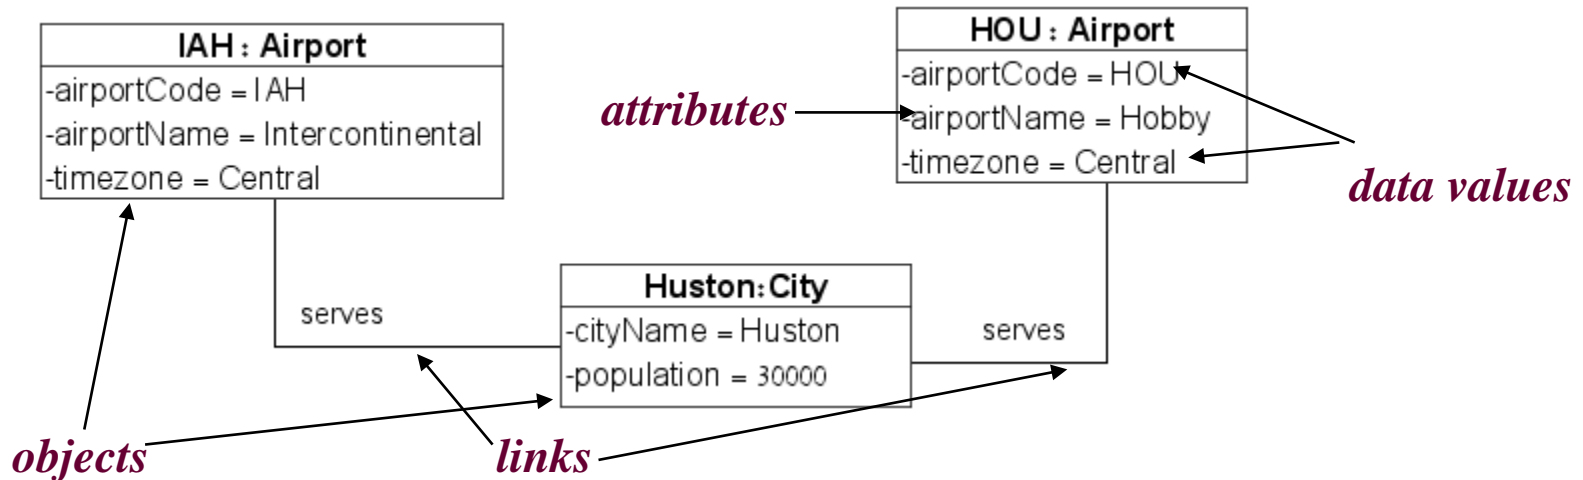 IAH : Airport
-airportCode = IAH
-airportName = Intercontinental
-timezone = Central
HOU : Airport
-airportCode = HOU
-airportName = Hobby
-timezone = Central
attributes
data values
serves
Huston:City
-cityName = Huston
-population = 30000
serves
objects
links